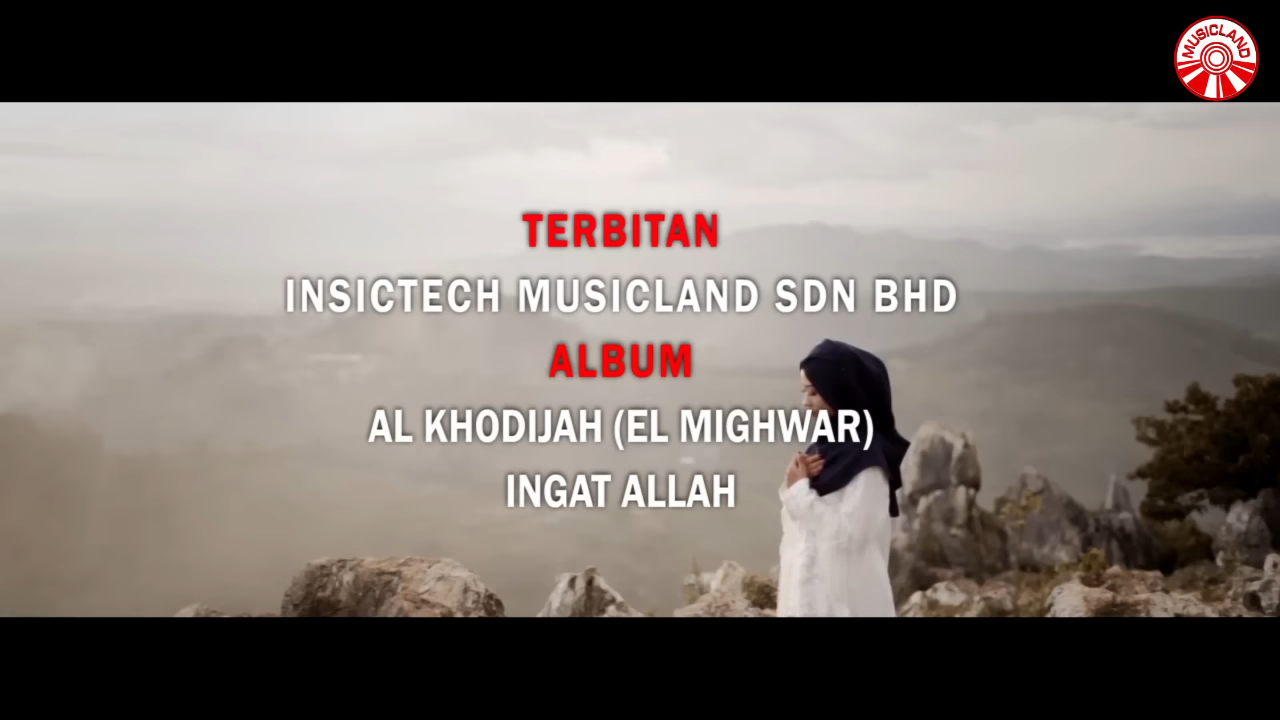 MUSICLAND
TERBITAN
INSICTECH MUSICLAND SDN BHD
ALBUM
AL KHODIJAH (EL MIGHWAR)
INGAT ALLAH